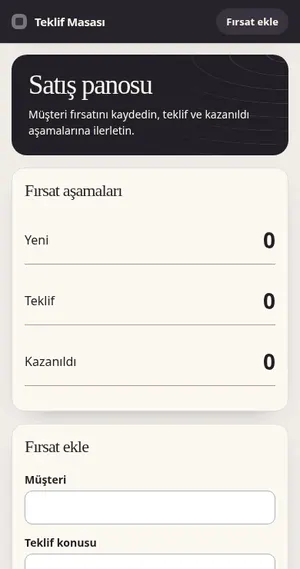 Teklif Masası
Fırsat ekle
Satış panosu
Müşteri fırsatını kaydedin, teklif ve kazanıldı
aşamalarına ilerletin.
Fırsat aşamaları
Yeni 0
Teklif 0
Kazanıldı 0
Fırsat ekle
Müşteri
Teklif konusu